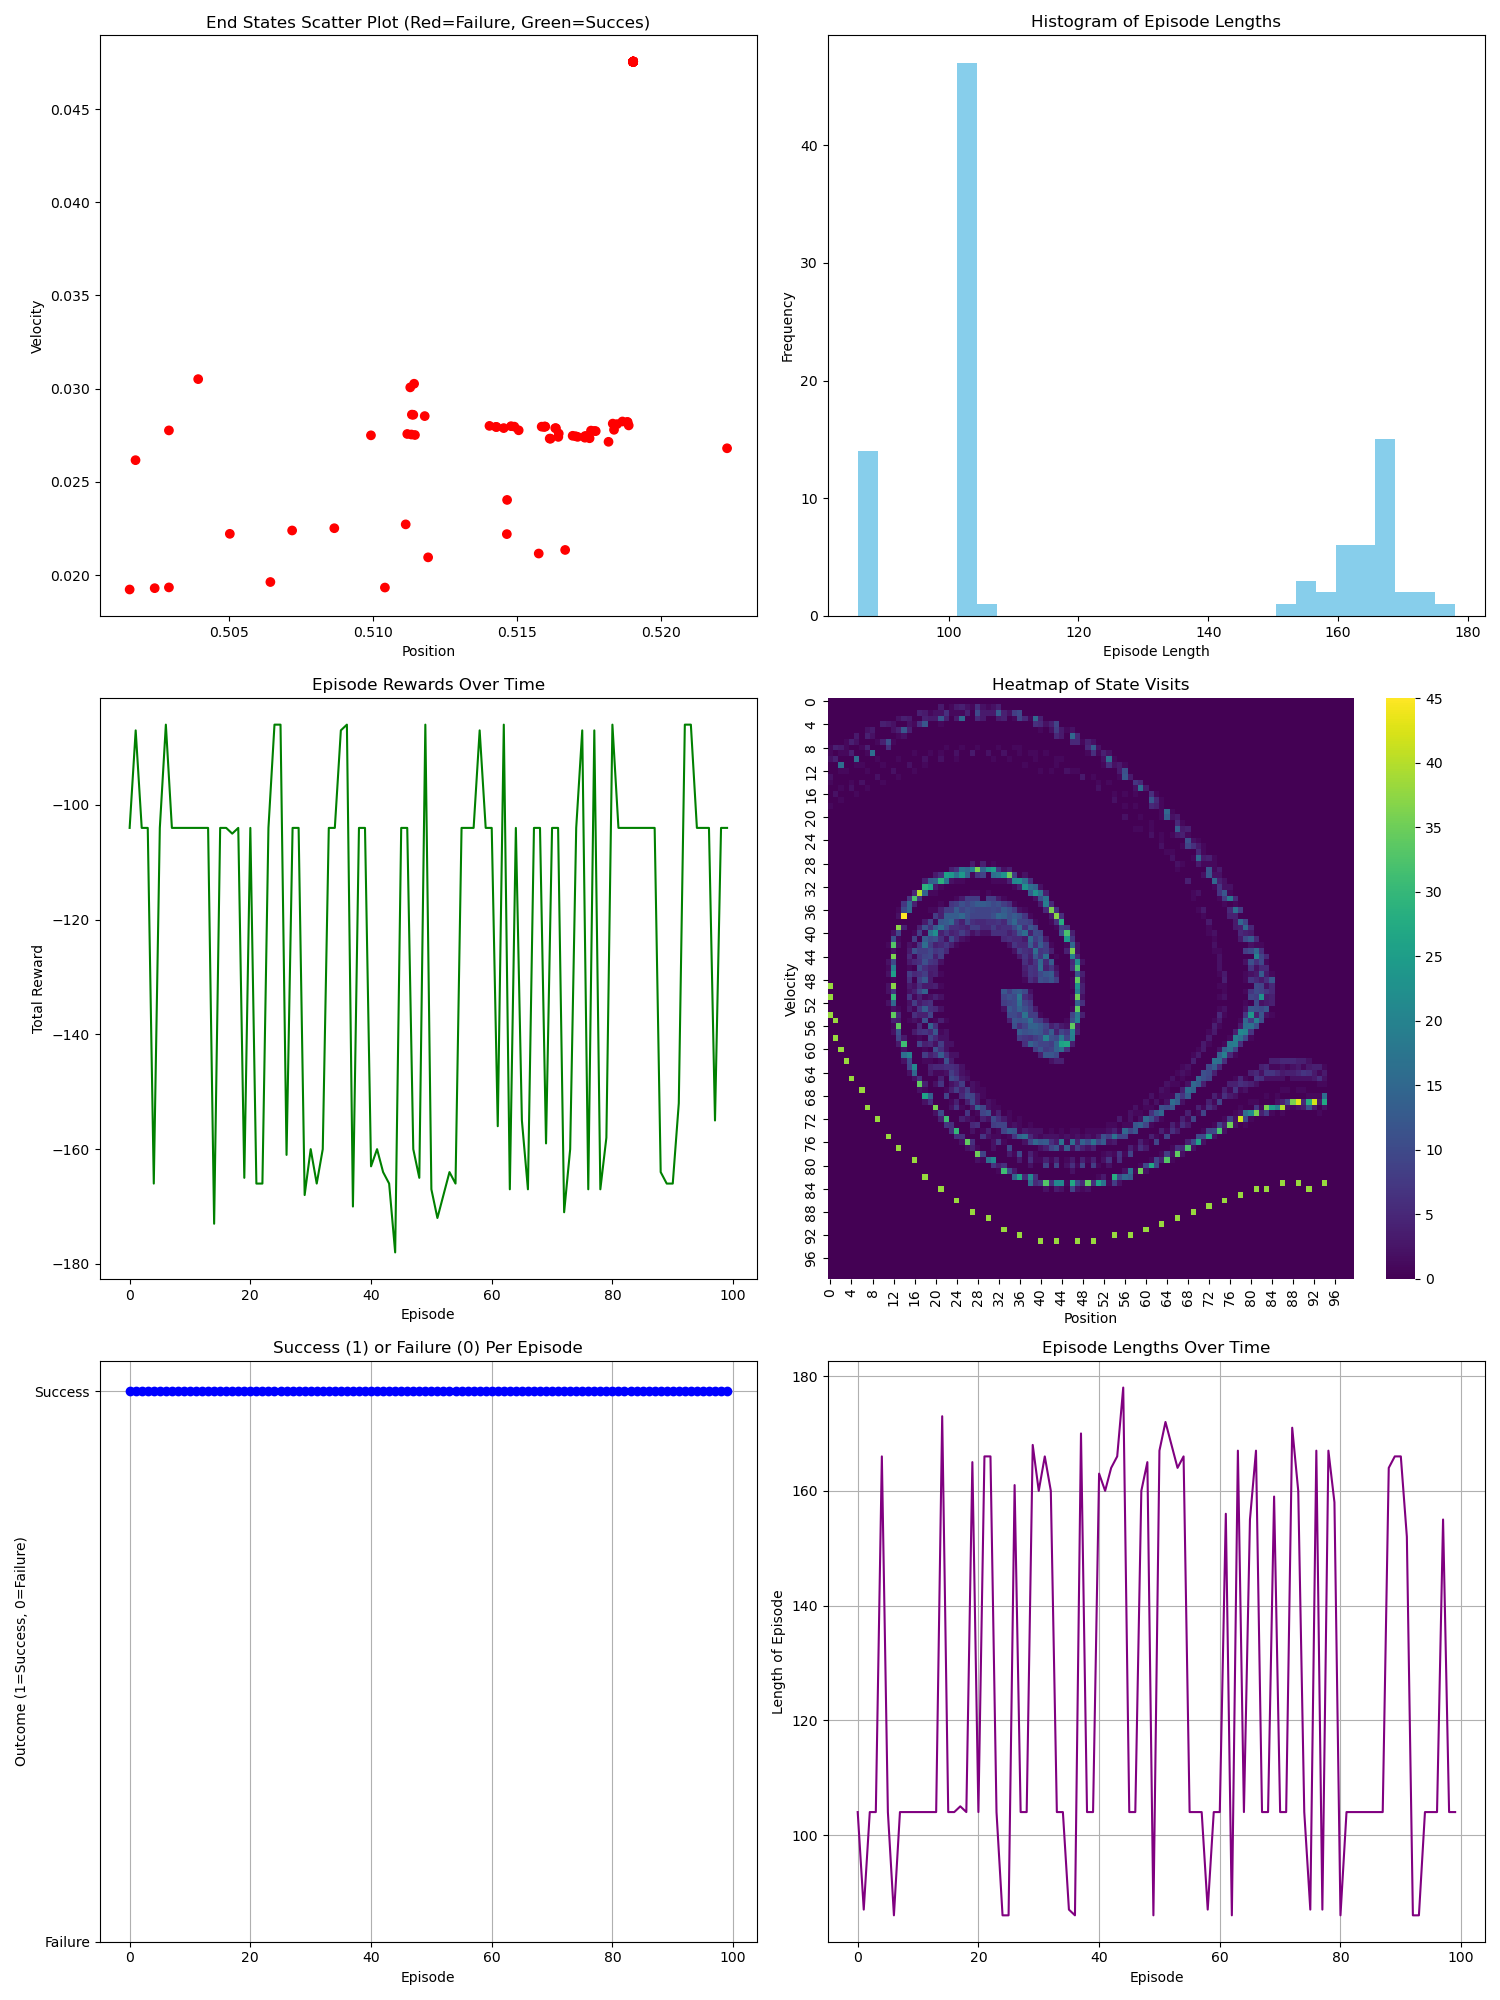 End States Scatter Plot (Red=Failure, Green=Succes)
0.045
0.040
0.035
0.030
0.025
0.020
Velocity
0.505 0.510 0.515 0.520
Position
Histogram of Episode Lengths
40
30
20
10
0
Frequency
100 120 140 160 180
Episode Length
Episode Rewards Over Time
−100
−120
−140
−160
−180
Total Reward
0 20 40 60 80 100
Episode
Heatmap of State Visits
0
4
8
12
16
20
24
28
32
36
40
44
48
52
56
60
64
68
72
76
80
84
88
92
96
Velocity
0 4 8 12 16 20 24 28 32 36 40 44 48 52 56 60 64 68 72 76 80 84 88 92 96
Position
45
40
35
30
25
20
15
10
5
0
Success (1) or Failure (0) Per Episode
Success
Failure
Outcome (1=Success, 0=Failure)
0 20 40 60 80 100
Episode
Episode Lengths Over Time
180
160
140
120
100
Length of Episode
0 20 40 60 80 100
Episode